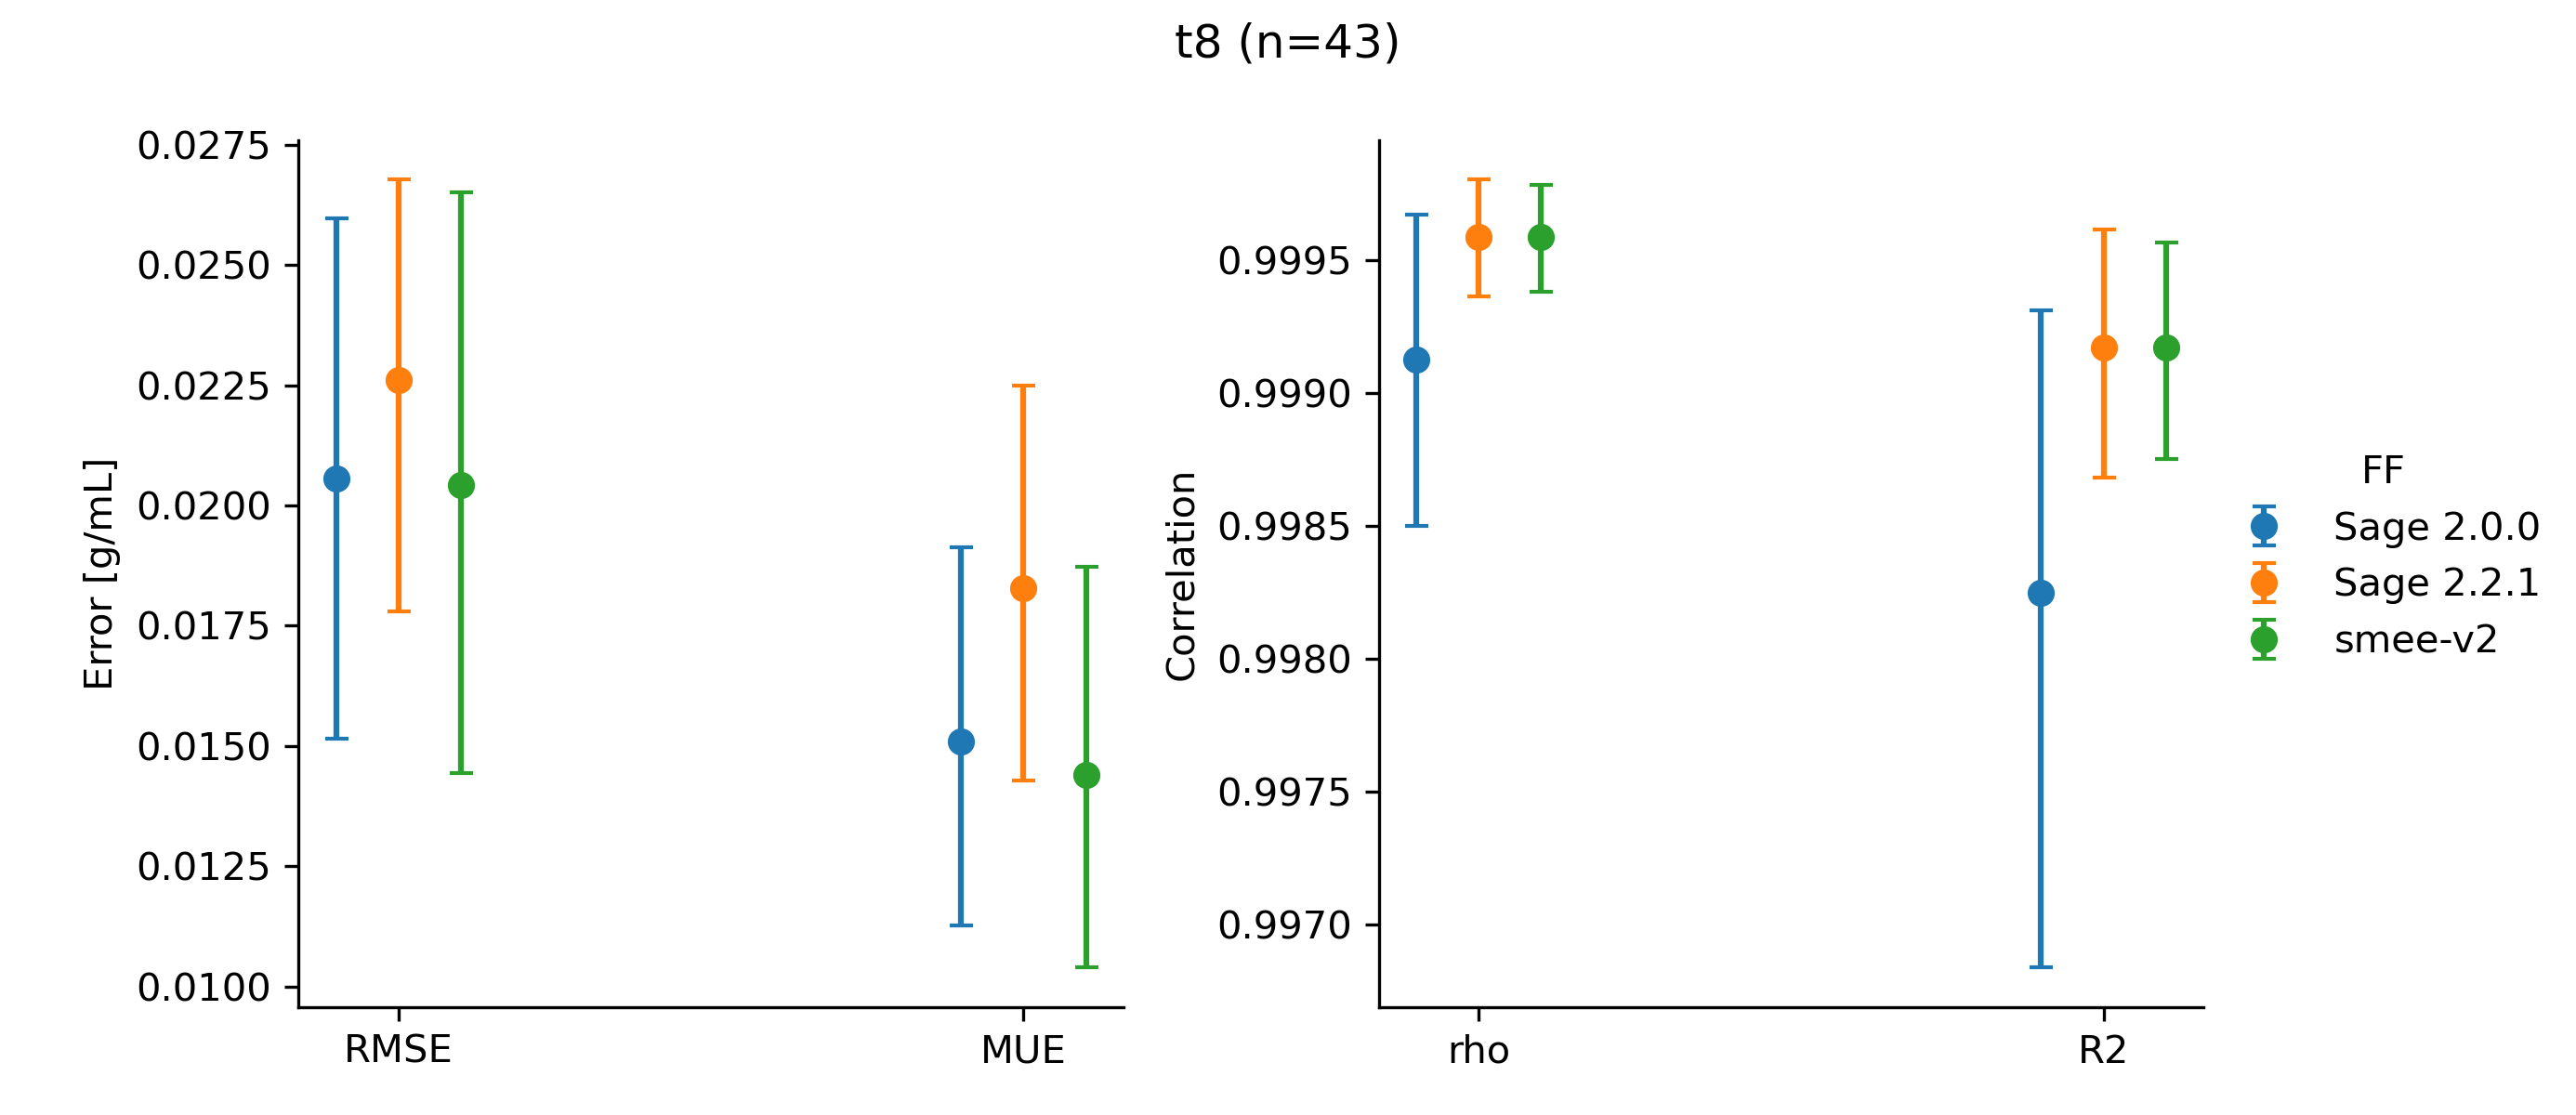 t8 (n=43)
Error [g/mL]
0.0275
0.0250
0.0225
0.0200
0.0175
0.0150
0.0125
0.0100
RMSE
MUE
Correlation
0.9995
0.9990
0.9985
0.9980
0.9975
0.9970
rho
R2
FF
Sage 2.0.0
Sage 2.2.1
smee-v2